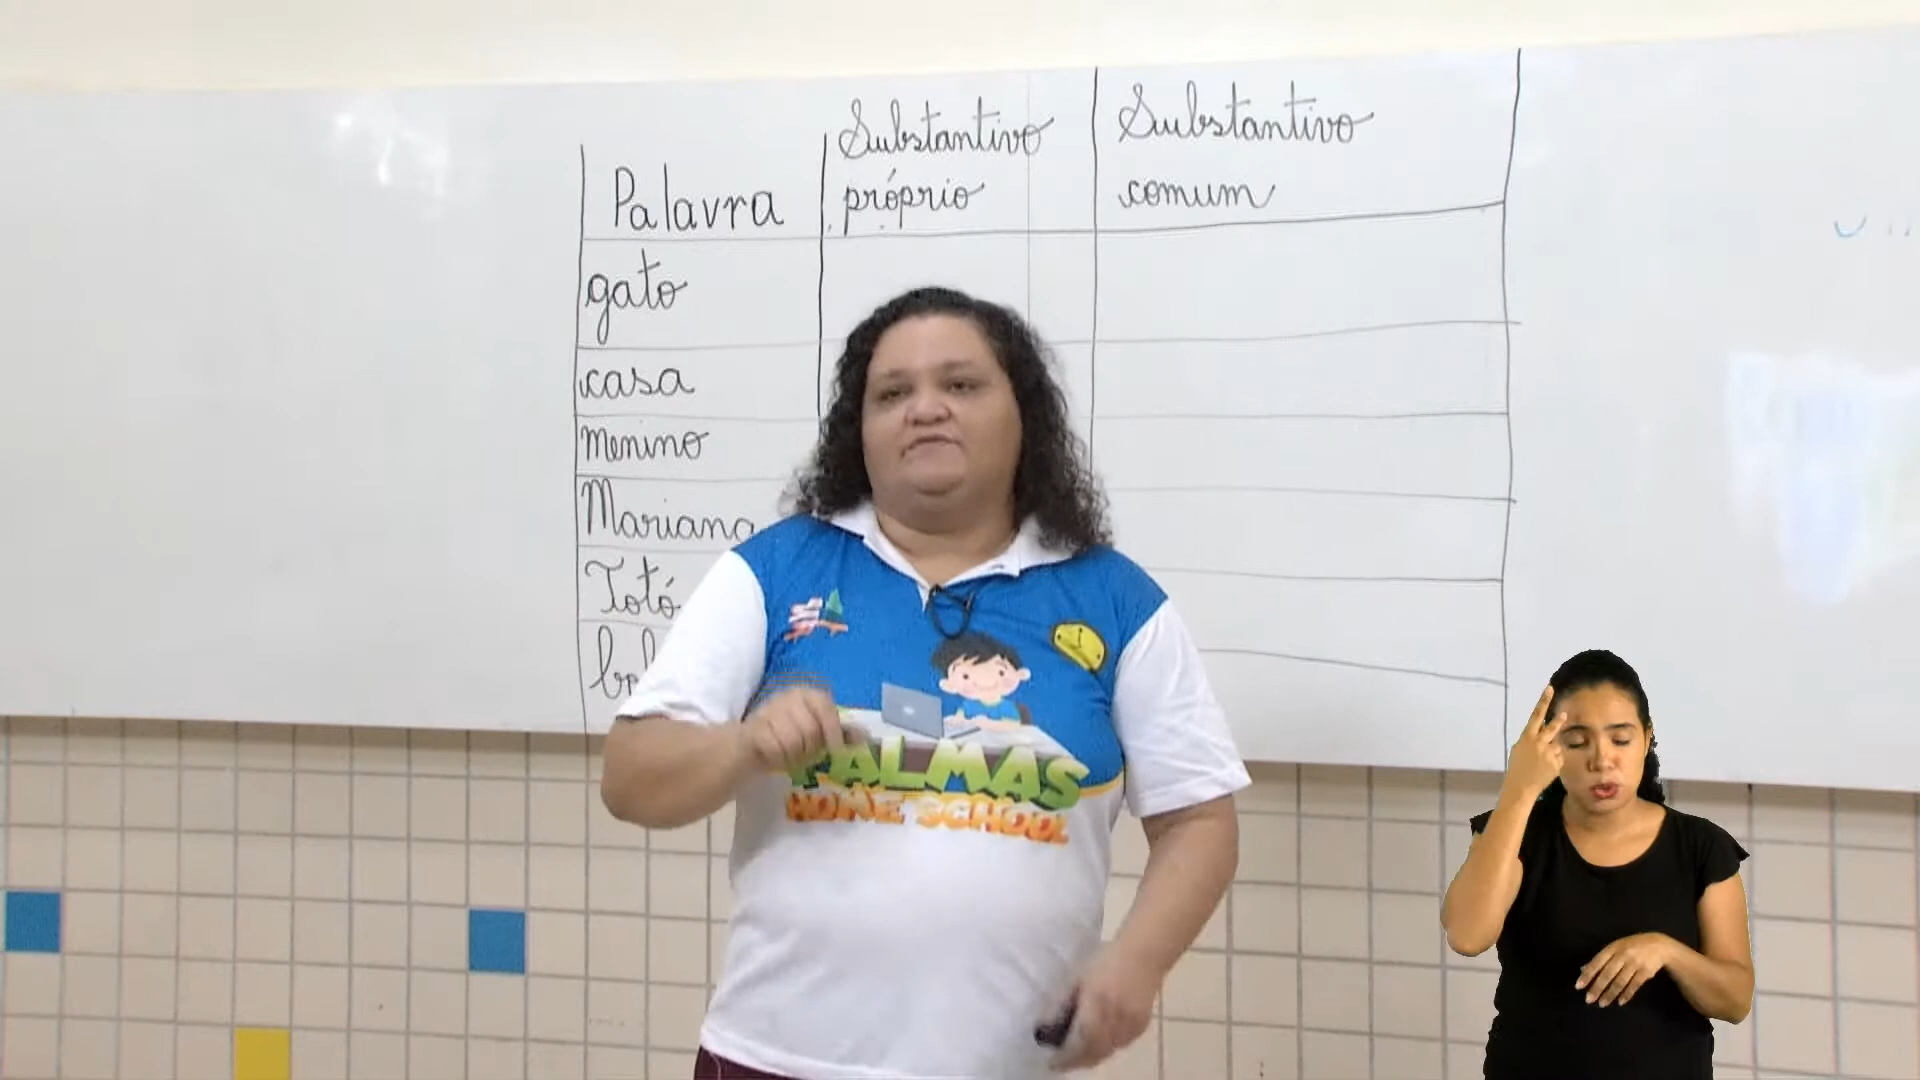 Palavra
Substantivo
próprio
Substantivo
comum
gato
casa
menino
Mariana
Totó
PALMAS
HOME SCHOOL